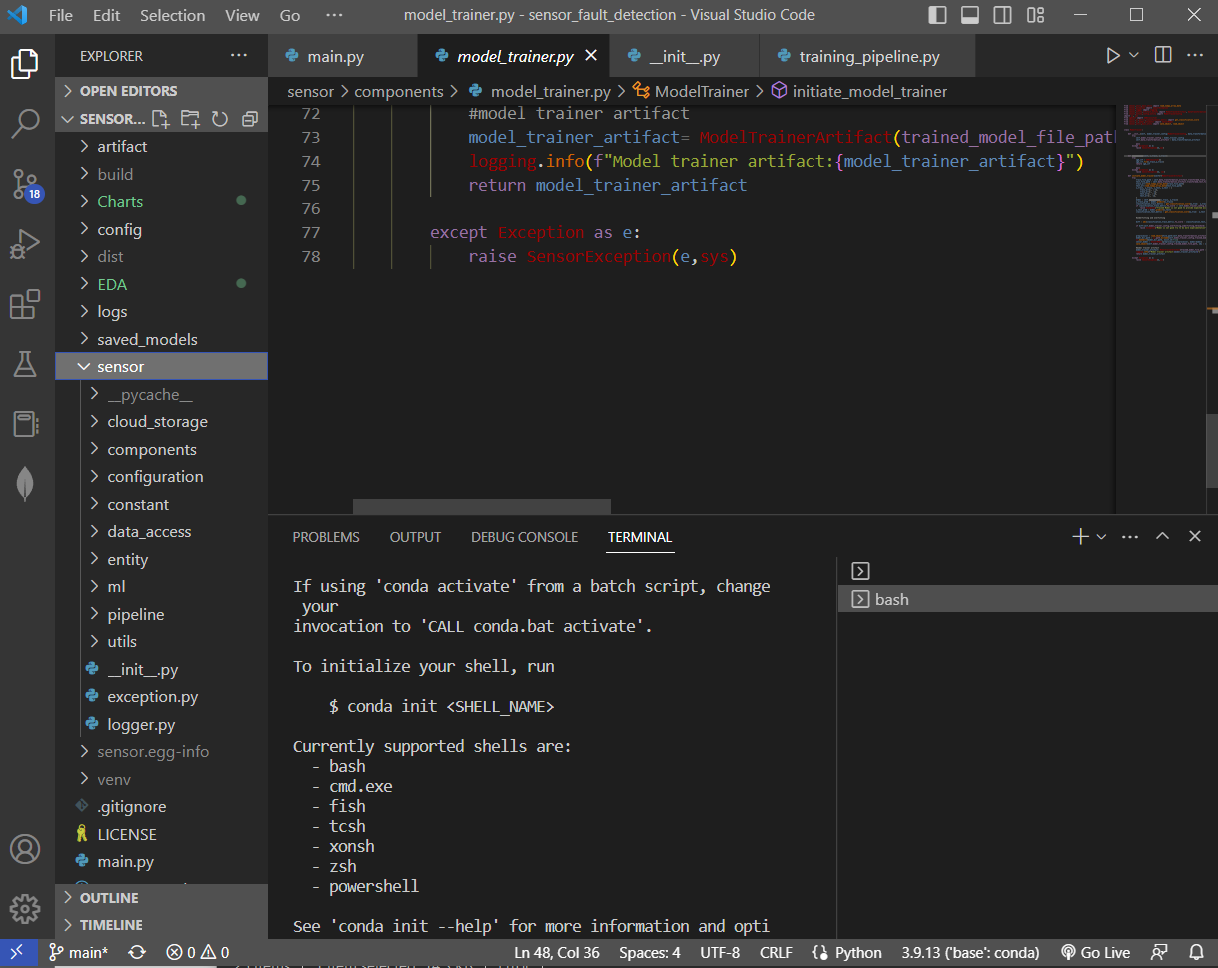 File Edit Selection View Go ··· model_trainer.py - sensor_fault_detection - Visual Studio Code
EXPLORER ···
OPEN EDITORS
SENSOR...
artifact
build
Charts
config
dist
EDA
logs
saved_models
sensor
__pycache__
cloud_storage
components
configuration
constant
data_access
entity
ml
pipeline
utils
__init__.py
exception.py
logger.py
sensor.egg-info
venv
.gitignore
LICENSE
main.py
OUTLINE
TIMELINE
18
main.py model_trainer.py __init__.py training_pipeline.py
sensor > components > model_trainer.py > ModelTrainer > initiate_model_trainer
72 #model trainer artifact
73 model_trainer_artifact= ModelTrainerArtifact(trained_model_file_pat
74 logging.info(f"Model trainer artifact:{model_trainer_artifact}")
75 return model_trainer_artifact
76
77 except Exception as e:
78 raise SensorException(e,sys)
PROBLEMS OUTPUT DEBUG CONSOLE TERMINAL
If using 'conda activate' from a batch script, change
your
invocation to 'CALL conda.bat activate'.
To initialize your shell, run
$ conda init <SHELL_NAME>
Currently supported shells are:
- bash
- cmd.exe
- fish
- tcsh
- xonsh
- zsh
- powershell
See 'conda init --help' for more information and opti
bash
main* 0 0 Ln 48, Col 36 Spaces: 4 UTF-8 CRLF {} Python 3.9.13 ('base': conda) Go Live